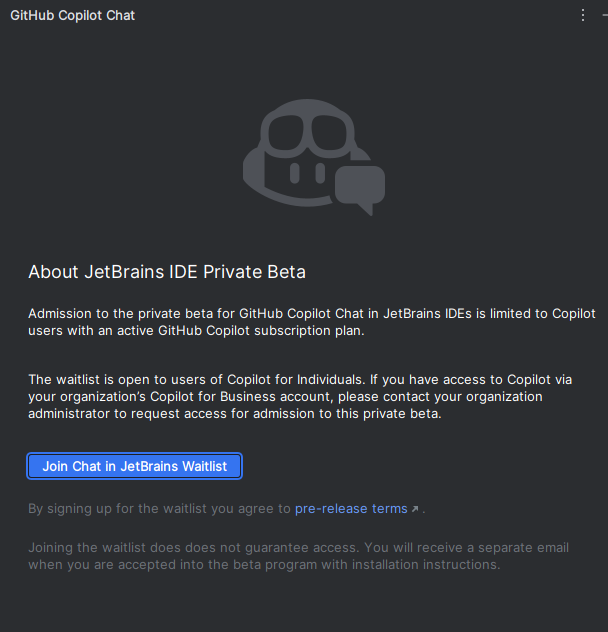 GitHub Copilot Chat
About JetBrains IDE Private Beta
Admission to the private beta for GitHub Copilot Chat in JetBrains IDEs is limited to Copilot
users with an active GitHub Copilot subscription plan.
The waitlist is open to users of Copilot for Individuals. If you have access to Copilot via
your organization's Copilot for Business account, please contact your organization
administrator to request access for admission to this private beta.
Join Chat in JetBrains Waitlist
By signing up for the waitlist you agree to pre-release terms ↗ .
Joining the waitlist does does not guarantee access. You will receive a separate email
when you are accepted into the beta program with installation instructions.